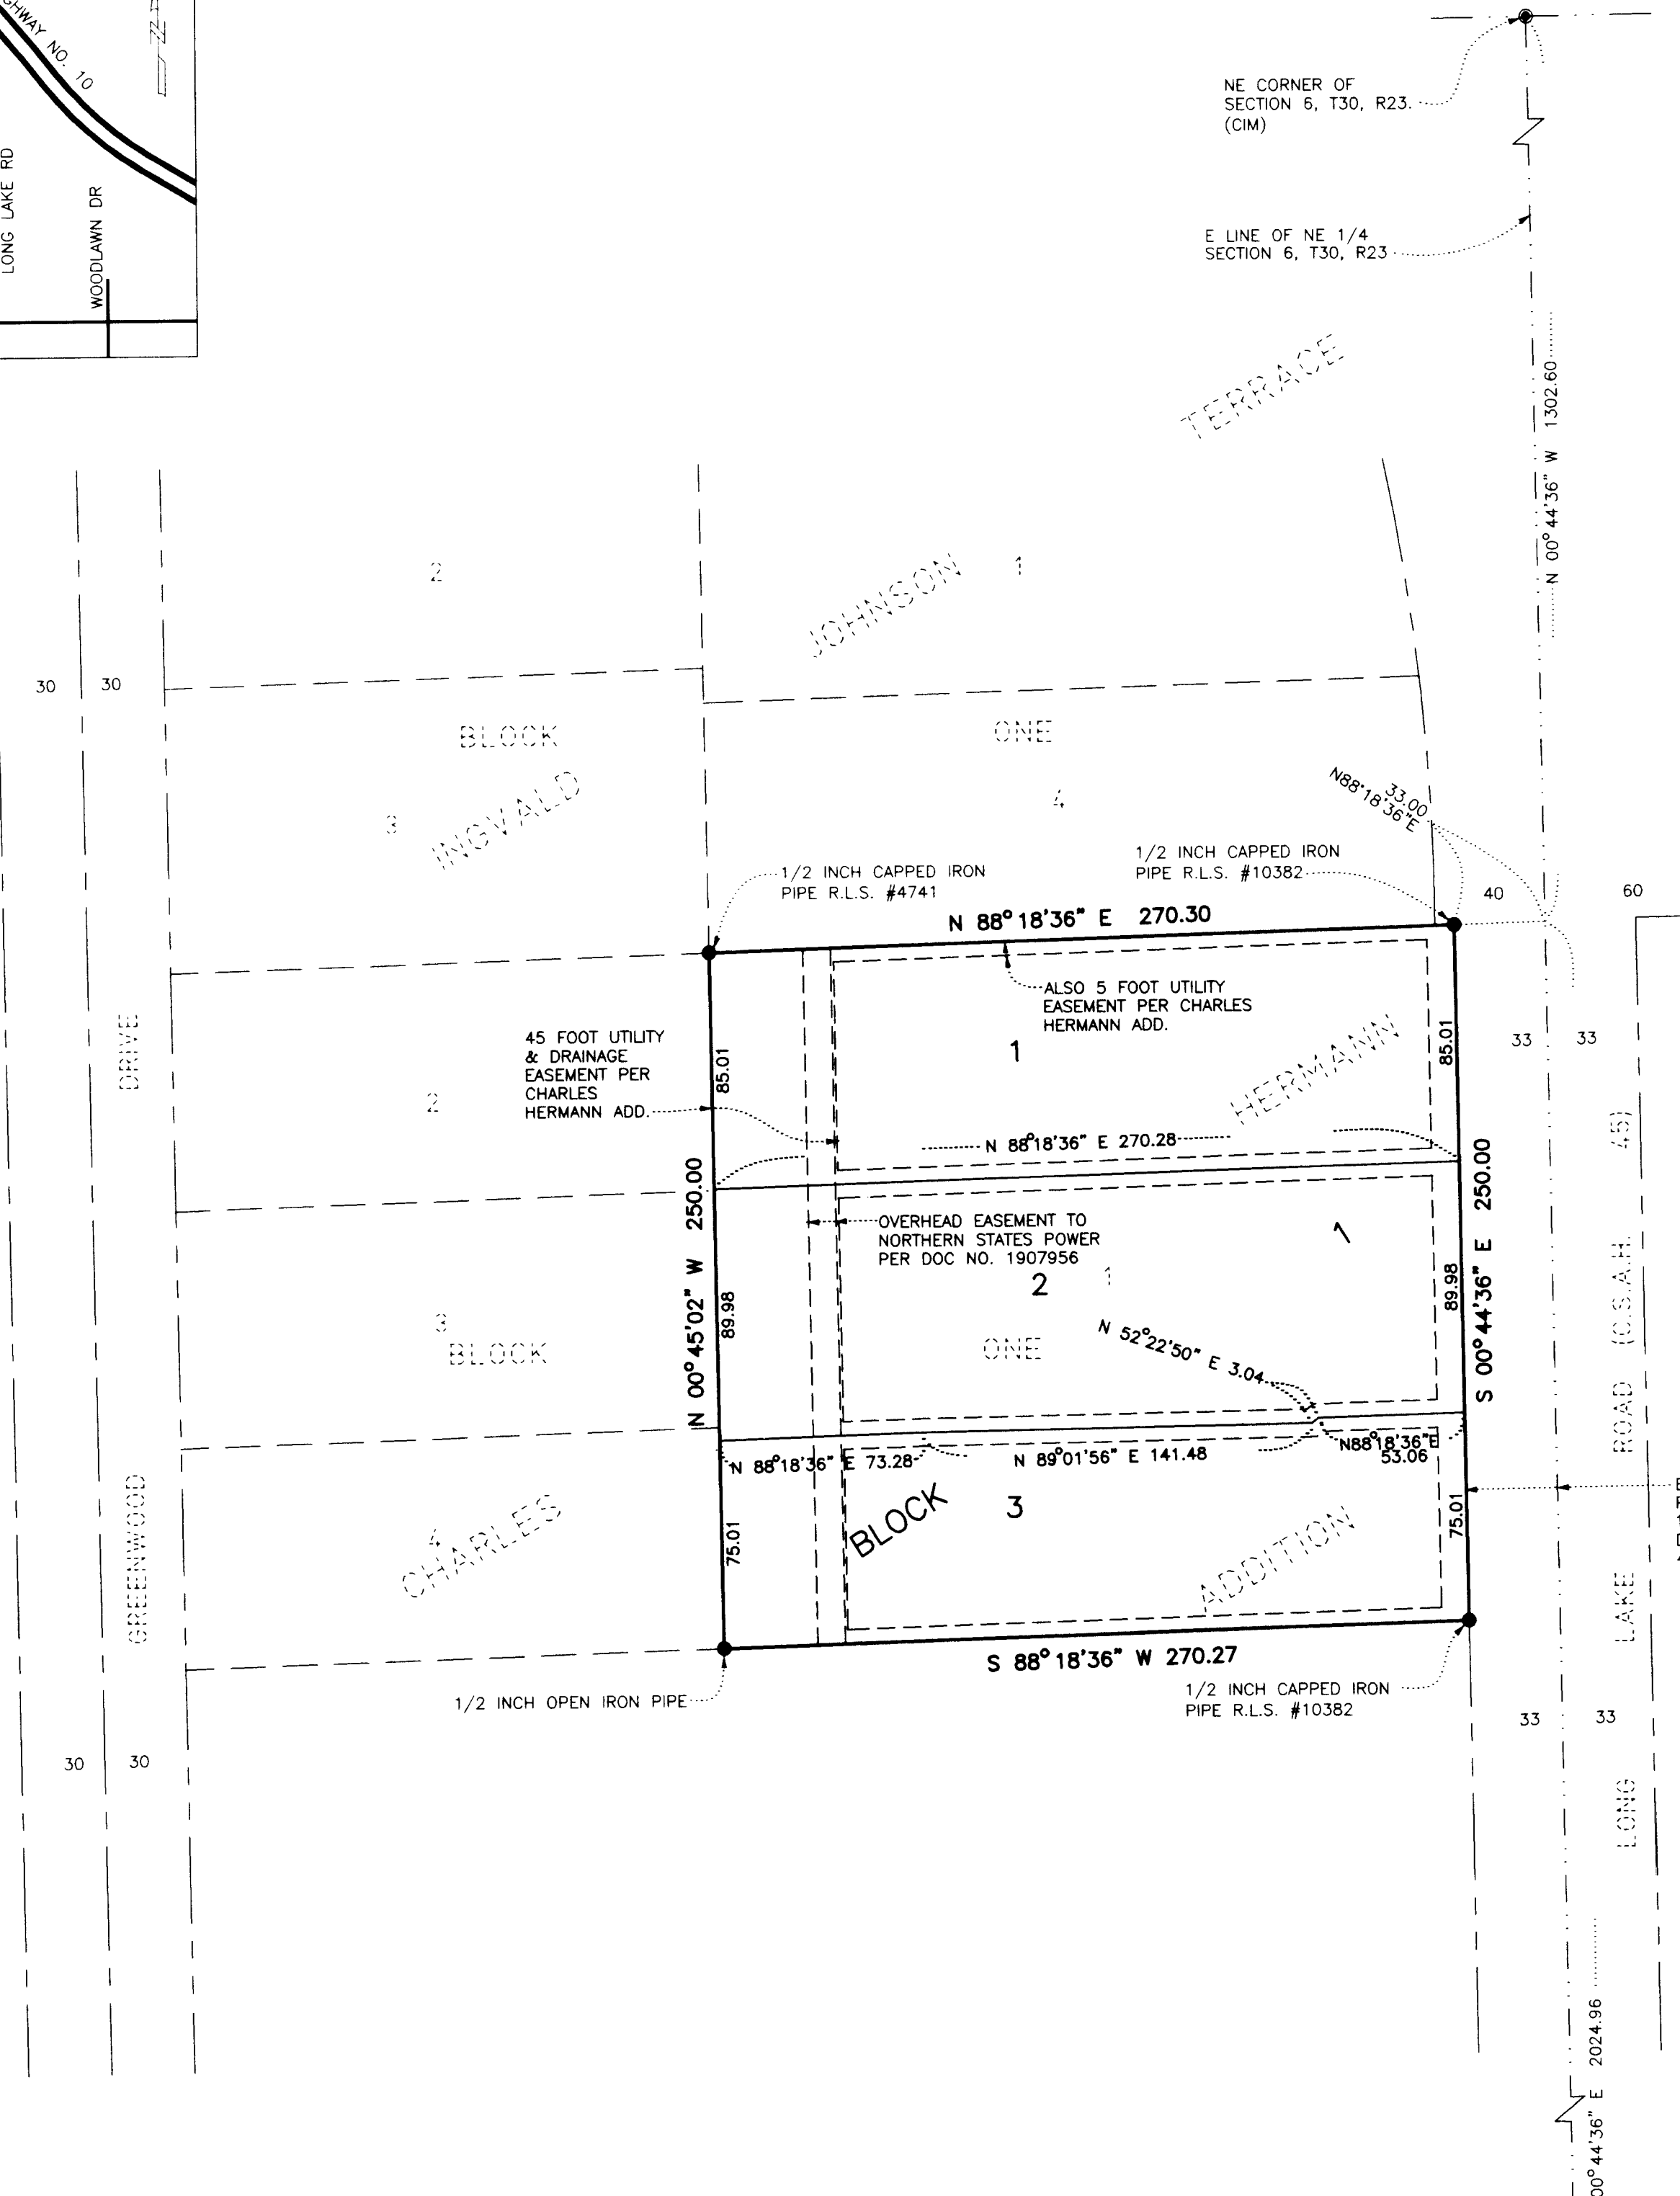 HIGHWAY NO. 10
LONG LAKE RD
WOODLAWN DR
NE CORNER OF
SECTION 6, T30, R23.
(CIM)
E LINE OF NE 1/4
SECTION 6, T30, R23
N 00°44'36" W 1302.60
TERRACE
JOHNSON
1
2
30
30
BLOCK
ONE
INGVALD
3
4
33.00
N88°18'36"E
1/2 INCH CAPPED IRON
PIPE R.L.S. #4741
1/2 INCH CAPPED IRON
PIPE R.L.S. #10382
40
60
N 88°18'36" E 270.30
ALSO 5 FOOT UTILITY
EASEMENT PER CHARLES
HERMANN ADD.
45 FOOT UTILITY
& DRAINAGE
EASEMENT PER
CHARLES
HERMANN ADD.
85.01
85.01
1
HERMANN
33
33
DRIVE
2
N 88°18'36" E 270.28
N 00°45'02" W 250.00
S 00°44'36" E 250.00
OVERHEAD EASEMENT TO
NORTHERN STATES POWER
PER DOC NO. 1907956
2
1
1
89.98
89.98
3
BLOCK
ONE
N 52°22'50" E 3.04
N 88°18'36" E 73.28
N 89°01'56" E 141.48
N88°18'36"E
53.06
BLOCK
3
75.01
75.01
4
CHARLES
ADDITION
GREENWOOD
LONG LAKE ROAD (C.S.A.H. 45)
S 88°18'36" W 270.27
1/2 INCH OPEN IRON PIPE
1/2 INCH CAPPED IRON
PIPE R.L.S. #10382
33
33
30
30
00°44'36" E 2024.96